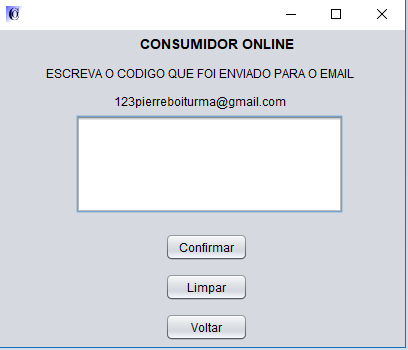 CONSUMIDOR ONLINE
ESCREVA O CODIGO QUE FOI ENVIADO PARA O EMAIL
123pierreboiturma@gmail.com
Confirmar
Limpar
Voltar